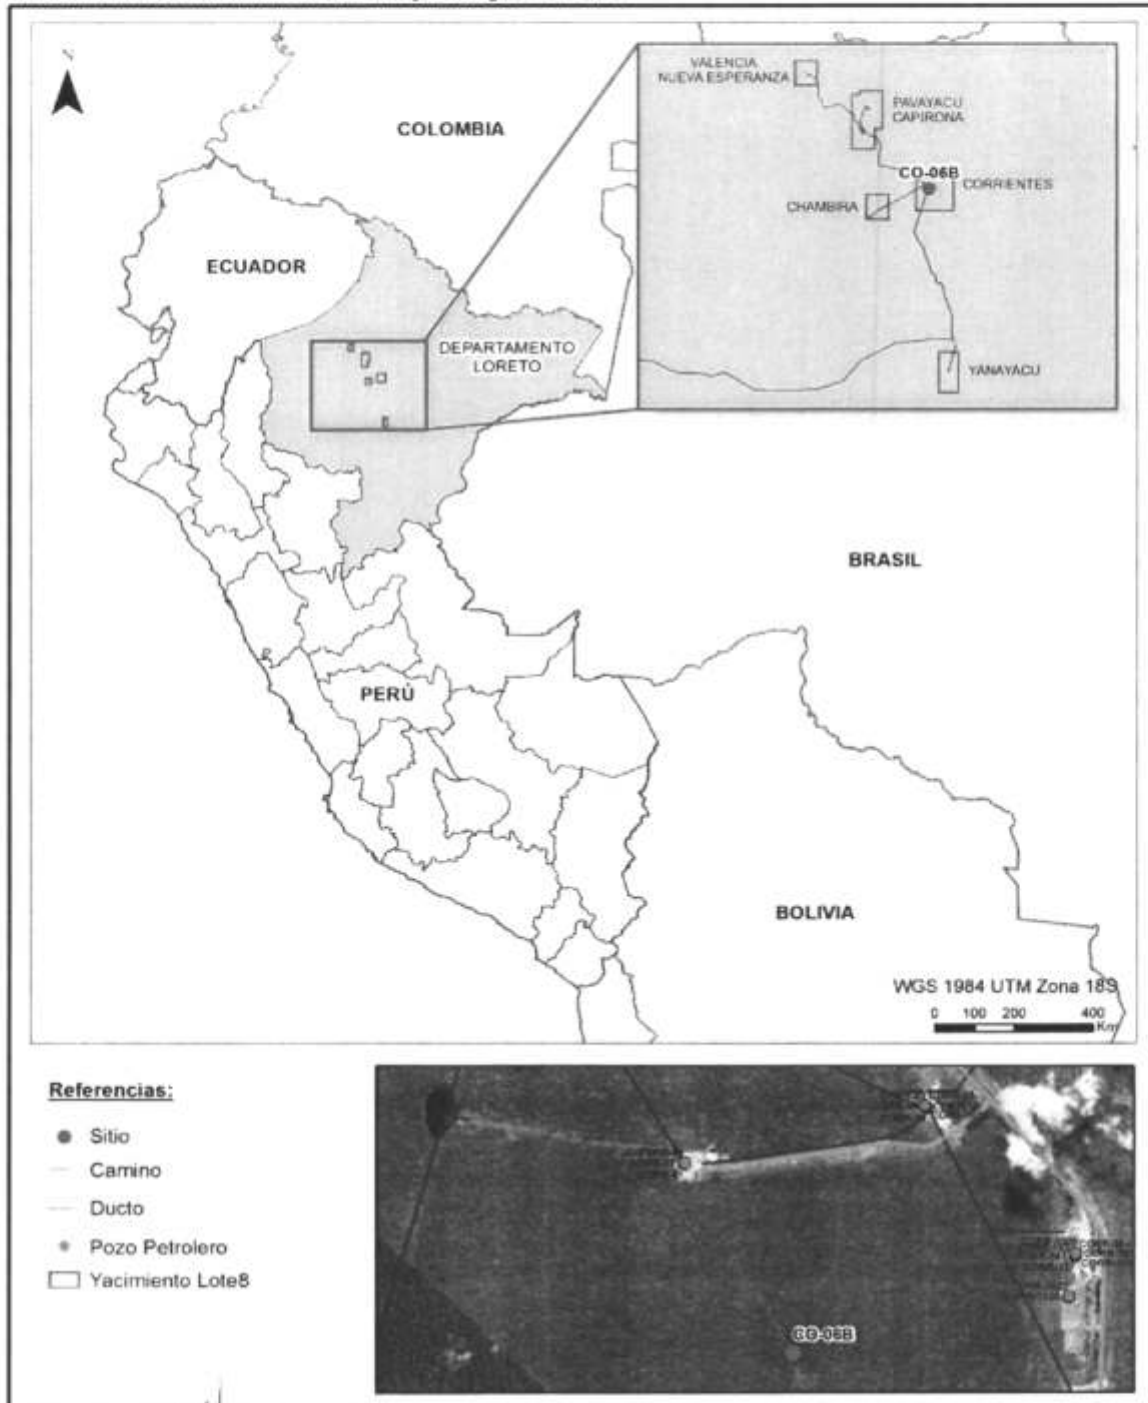 COLOMBIA
ECUADOR
DEPARTAMENTO
LORETO
BRASIL
PERÚ
BOLIVIA
VALENCIA
NUEVA ESPERANZA
PAVAYACU
CAPIRONA
CO-06B
CORRIENTES
CHAMBIRA
YANAYACU
WGS 1984 UTM Zona 18S
0 100 200 400
Km
Referencias:
Sitio
Camino
Ducto
Pozo Petrolero
Yacimiento Lote8
CO-06B